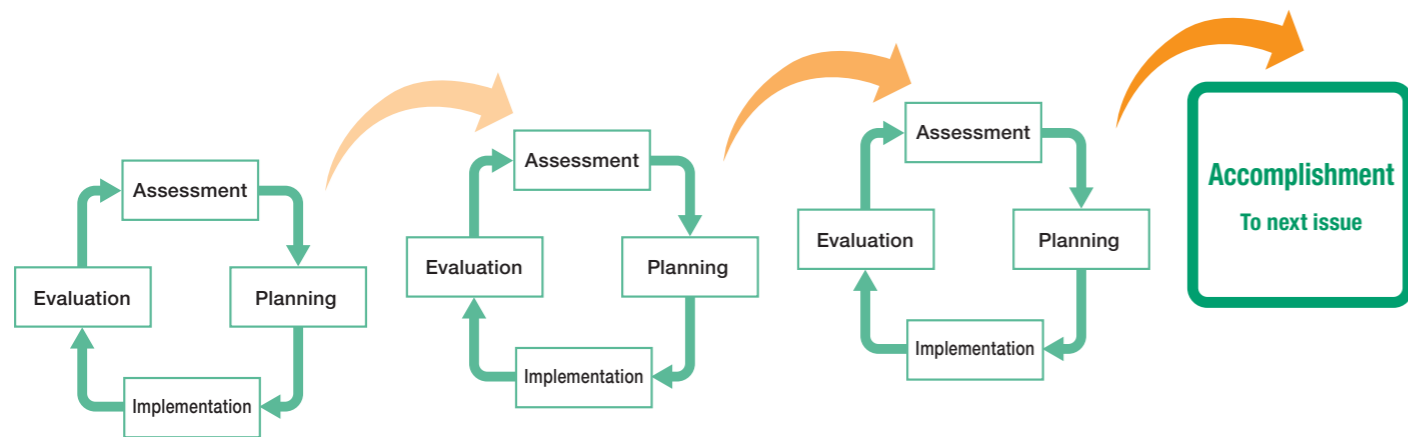 Assessment
Planning
Implementation
Evaluation
Assessment
Planning
Implementation
Evaluation
Assessment
Planning
Implementation
Evaluation
Accomplishment
To next issue